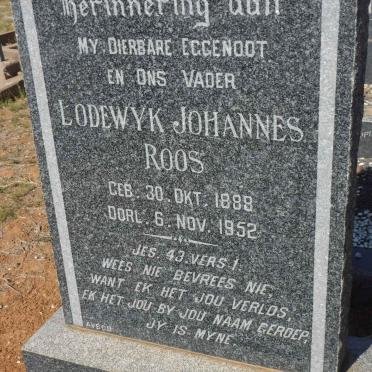 Herinnering aan
MY DIERBARE EGGENOOT
EN ONS VADER
LODEWYK JOHANNES
ROOS
GEB. 30. OKT. 1888
OORL. 6. NOV. 1952
JES. 43. VERS 1.
WEES NIE BEVREES NIE,
WANT EK HET JOU VERLOS,
EK HET JOU BY JOU NAAM GEROEP,
JY IS MYNE